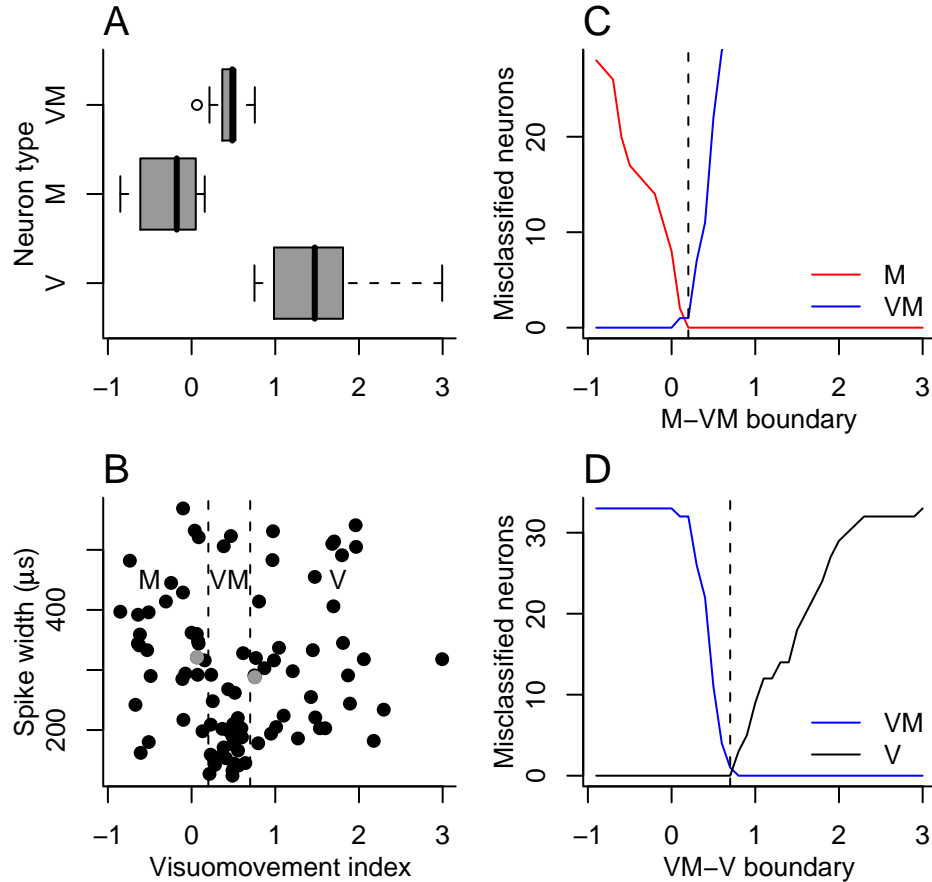 A
Neuron type
VM
M
V
−1 0 1 2 3
C
Misclassified neurons
0 10 20
M
VM
−1 0 1 2 3
M−VM boundary
B
Spike width (μs)
200 400
M VM V
−1 0 1 2 3
Visuomovement index
D
Misclassified neurons
0 10 30
VM
V
−1 0 1 2 3
VM−V boundary